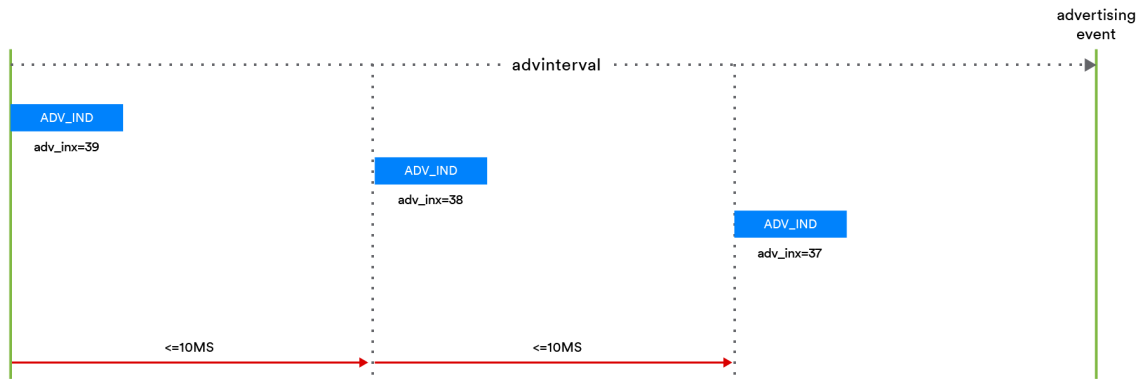 advertising
event
advinterval
ADV_IND
adv_inx=39
ADV_IND
adv_inx=38
ADV_IND
adv_inx=37
<=10MS
<=10MS